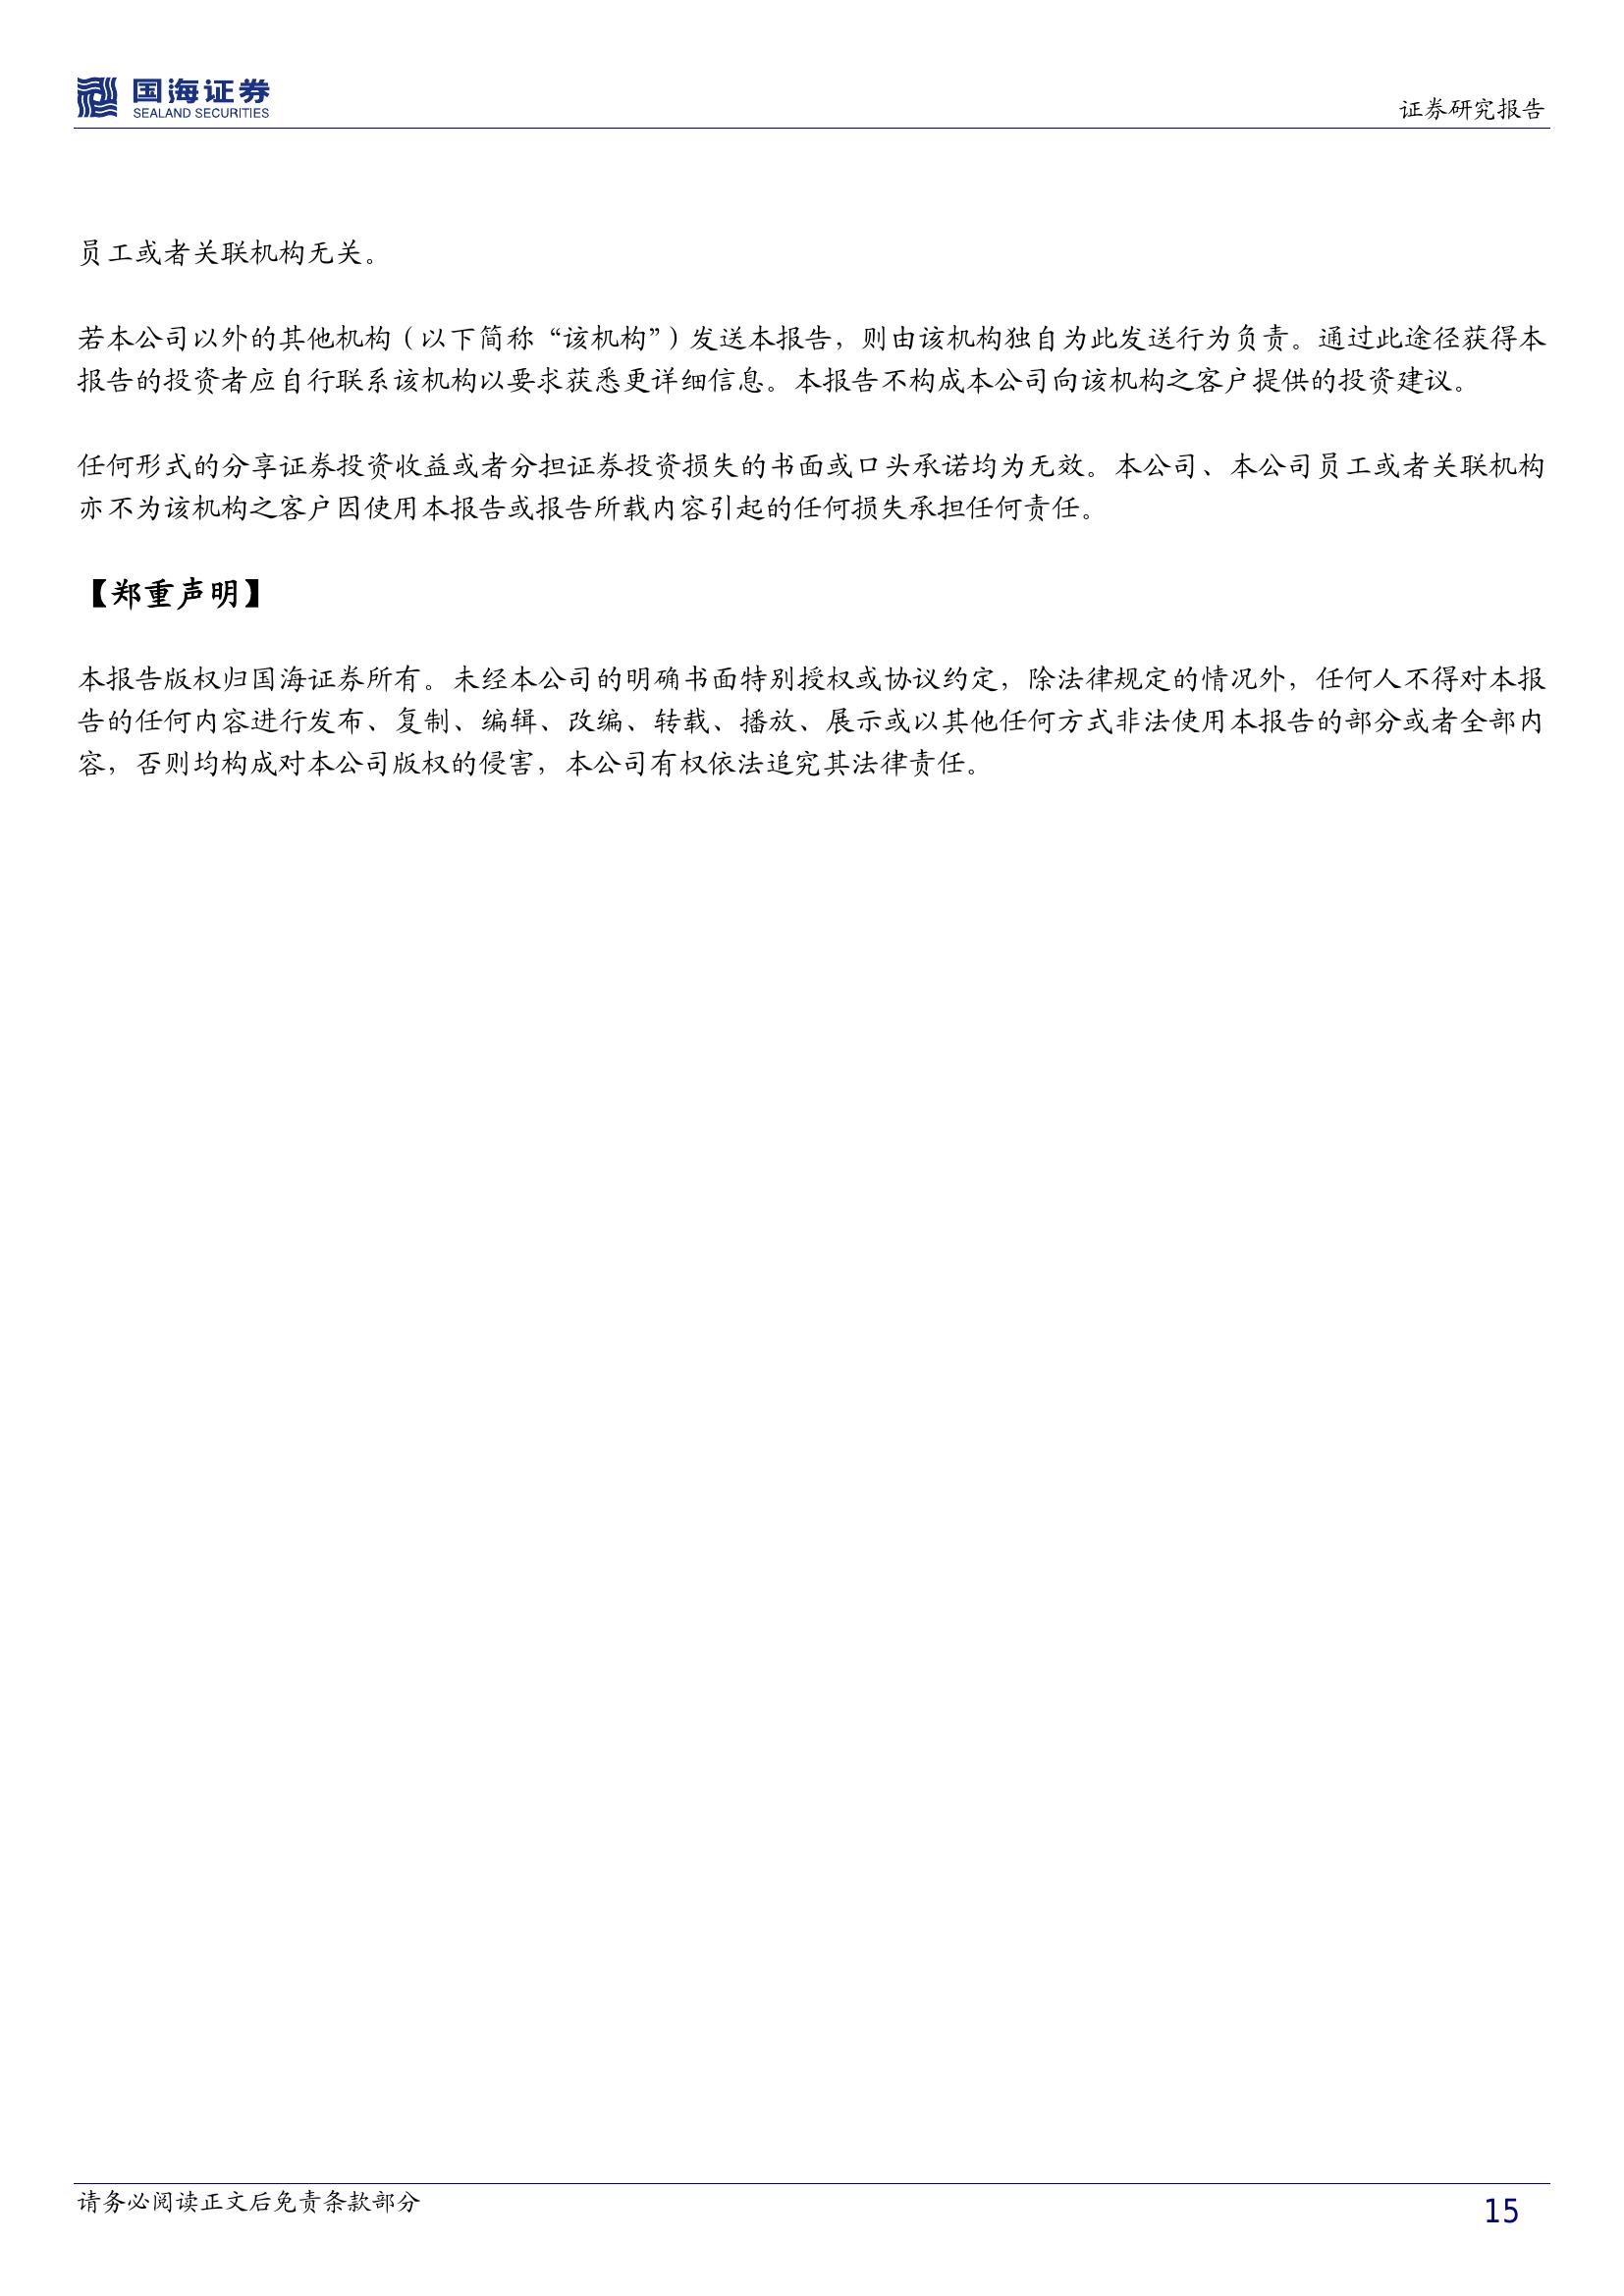 国海证券
SEALAND SECURITIES
证券研究报告
员工或者关联机构无关。
若本公司以外的其他机构（以下简称“该机构”）发送本报告，则由该机构独自为此发送行为负责。通过此途径获得本
报告的投资者应自行联系该机构以要求获悉更详细信息。本报告不构成本公司向该机构之客户提供的投资建议。
任何形式的分享证券投资收益或者分担证券投资损失的书面或口头承诺均为无效。本公司、本公司员工或者关联机构
亦不为该机构之客户因使用本报告或报告所载内容引起的任何损失承担任何责任。
【郑重声明】
本报告版权归国海证券所有。未经本公司的明确书面特别授权或协议约定，除法律规定的情况外，任何人不得对本报
告的任何内容进行发布、复制、编辑、改编、转载、播放、展示或以其他任何方式非法使用本报告的部分或者全部内
容，否则均构成对本公司版权的侵害，本公司有权依法追究其法律责任。
请务必阅读正文后免责条款部分
15